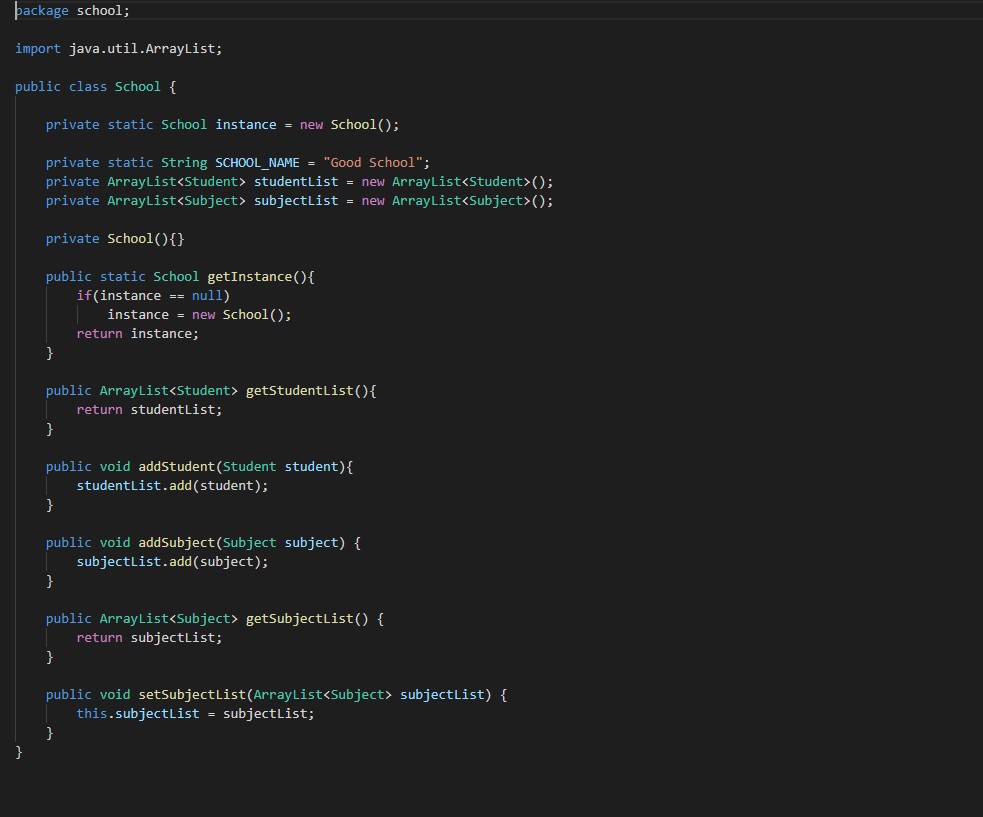 package school;
import java.util.ArrayList;
public class School {
private static School instance = new School();
private static String SCHOOL_NAME = "Good School";
private ArrayList<Student> studentList = new ArrayList<Student>();
private ArrayList<Subject> subjectList = new ArrayList<Subject>();
private School(){}
public static School getInstance(){
if(instance == null)
instance = new School();
return instance;
}
public ArrayList<Student> getStudentList(){
return studentList;
}
public void addStudent(Student student){
studentList.add(student);
}
public void addSubject(Subject subject) {
subjectList.add(subject);
}
public ArrayList<Subject> getSubjectList() {
return subjectList;
}
public void setSubjectList(ArrayList<Subject> subjectList) {
this.subjectList = subjectList;
}
}